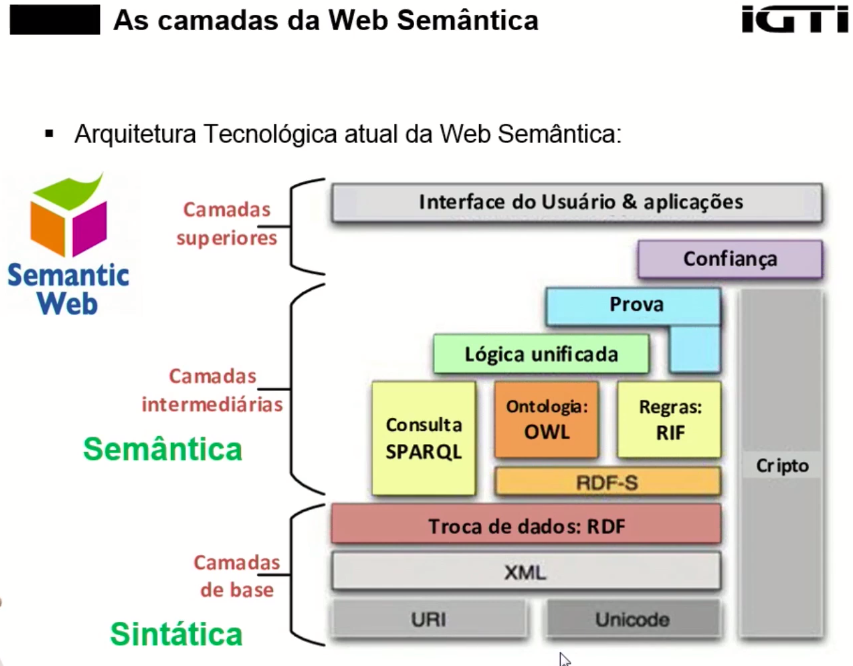 As camadas da Web Semântica
iGTi
▪ Arquitetura Tecnológica atual da Web Semântica:
Semantic
Web
Camadas
superiores
Interface do Usuário & aplicações
Confiança
Camadas
intermediárias
Semântica
Prova
Lógica unificada
Consulta
SPARQL
Ontologia:
OWL
Regras:
RIF
RDF-S
Cripto
Camadas
de base
Sintática
Troca de dados: RDF
XML
URI
Unicode